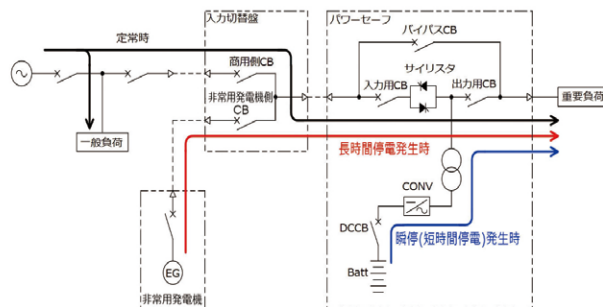 入力切替盤
パワーセーフ
定常時
バイパスCB
商用側CB
サイリスタ
入力用CB
出力用CB
重要負荷
非常用発電機側
CB
一般負荷
長時間停電発生時
CONV
DCCB
瞬停(短時間停電)発生時
EG
Batt
非常用発電機